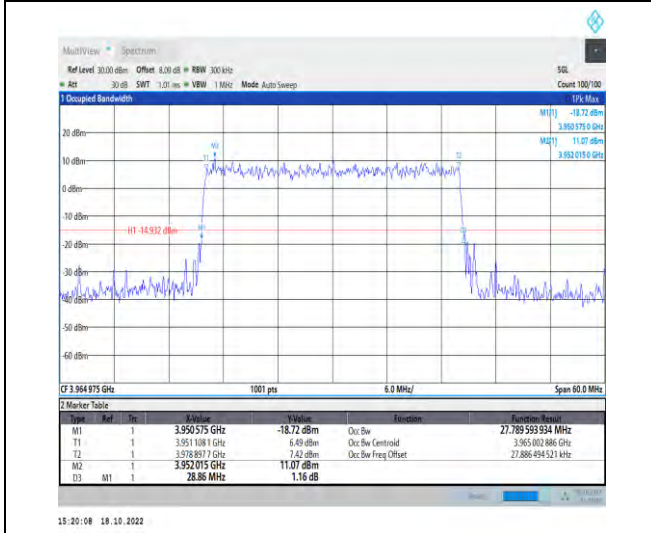 MultiView Spectrum
Ref Level 30.00 dBm Offset 8.00 dB RBW 300 kHz SGL
Att 30 dB SWT 1.01 ms VBW 1 MHz Mode Auto Sweep Count 100/100
1 Occupied Bandwidth 1Pk Max
M1[1] -18.72 dBm
3.950 575 0 GHz
M2[1] 11.07 dBm
3.952 015 0 GHz
20 dBm
M2
T1 T2
10 dBm
0 dBm
-10 dBm
H1 -14.932 dBm M1
-20 dBm
-30 dBm
-40 dBm
-50 dBm
-60 dBm
CF 3.964 975 GHz 1001 pts 6.0 MHz/ Span 60.0 MHz
2 Marker Table
Type Ref Trc X-Value Y-Value Function Function Result
M1 1 3.950 575 GHz -18.72 dBm Occ Bw 27.789 593 934 MHz
T1 1 3.951 108 1 GHz 6.49 dBm Occ Bw Centroid 3.965 002 886 GHz
T2 1 3.978 897 7 GHz 7.42 dBm Occ Bw Freq Offset 27.886 494 521 kHz
M2 1 3.952 015 GHz 11.07 dBm
D3 M1 1 28.86 MHz 1.16 dB
15:20:08 18.10.2022